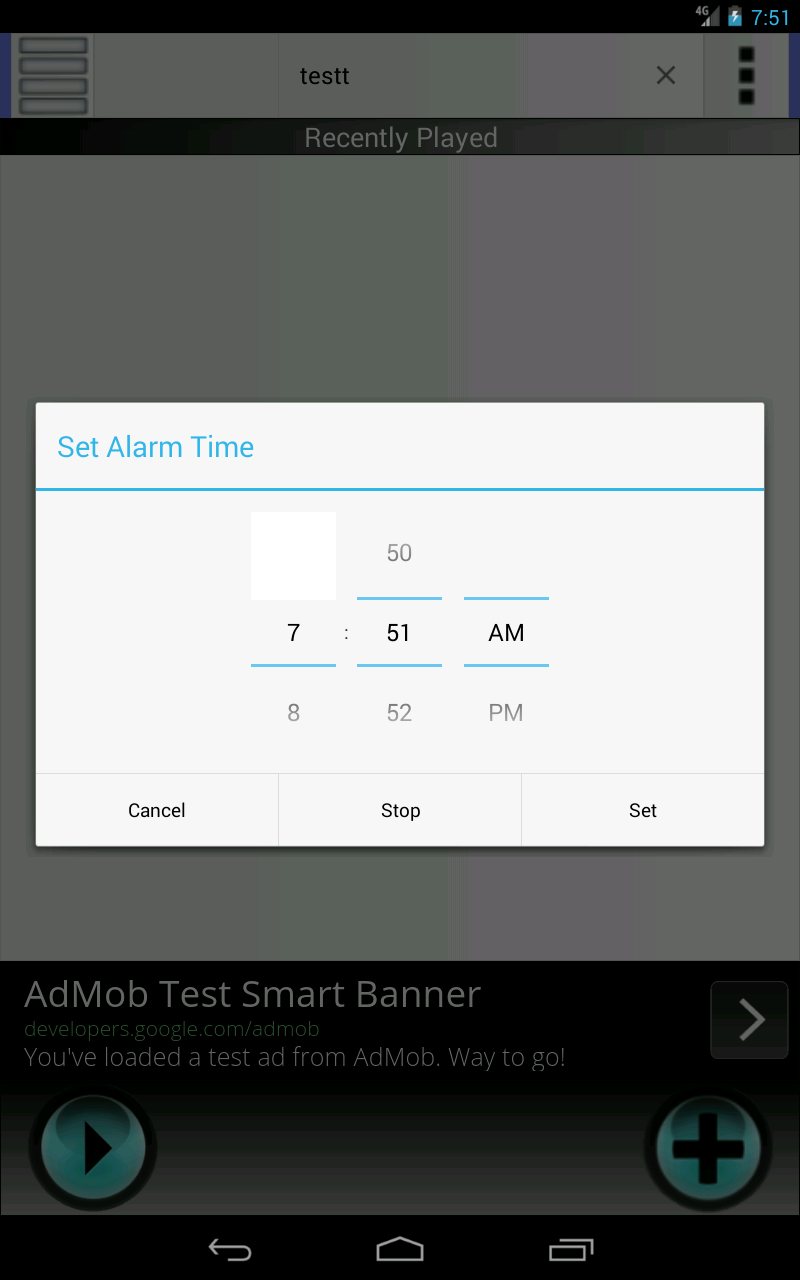 4G 7:51
testt
Recently Played
Set Alarm Time
50
7 : 51 AM
8 52 PM
Cancel Stop Set
AdMob Test Smart Banner
developers.google.com/admob
You've loaded a test ad from AdMob. Way to go!